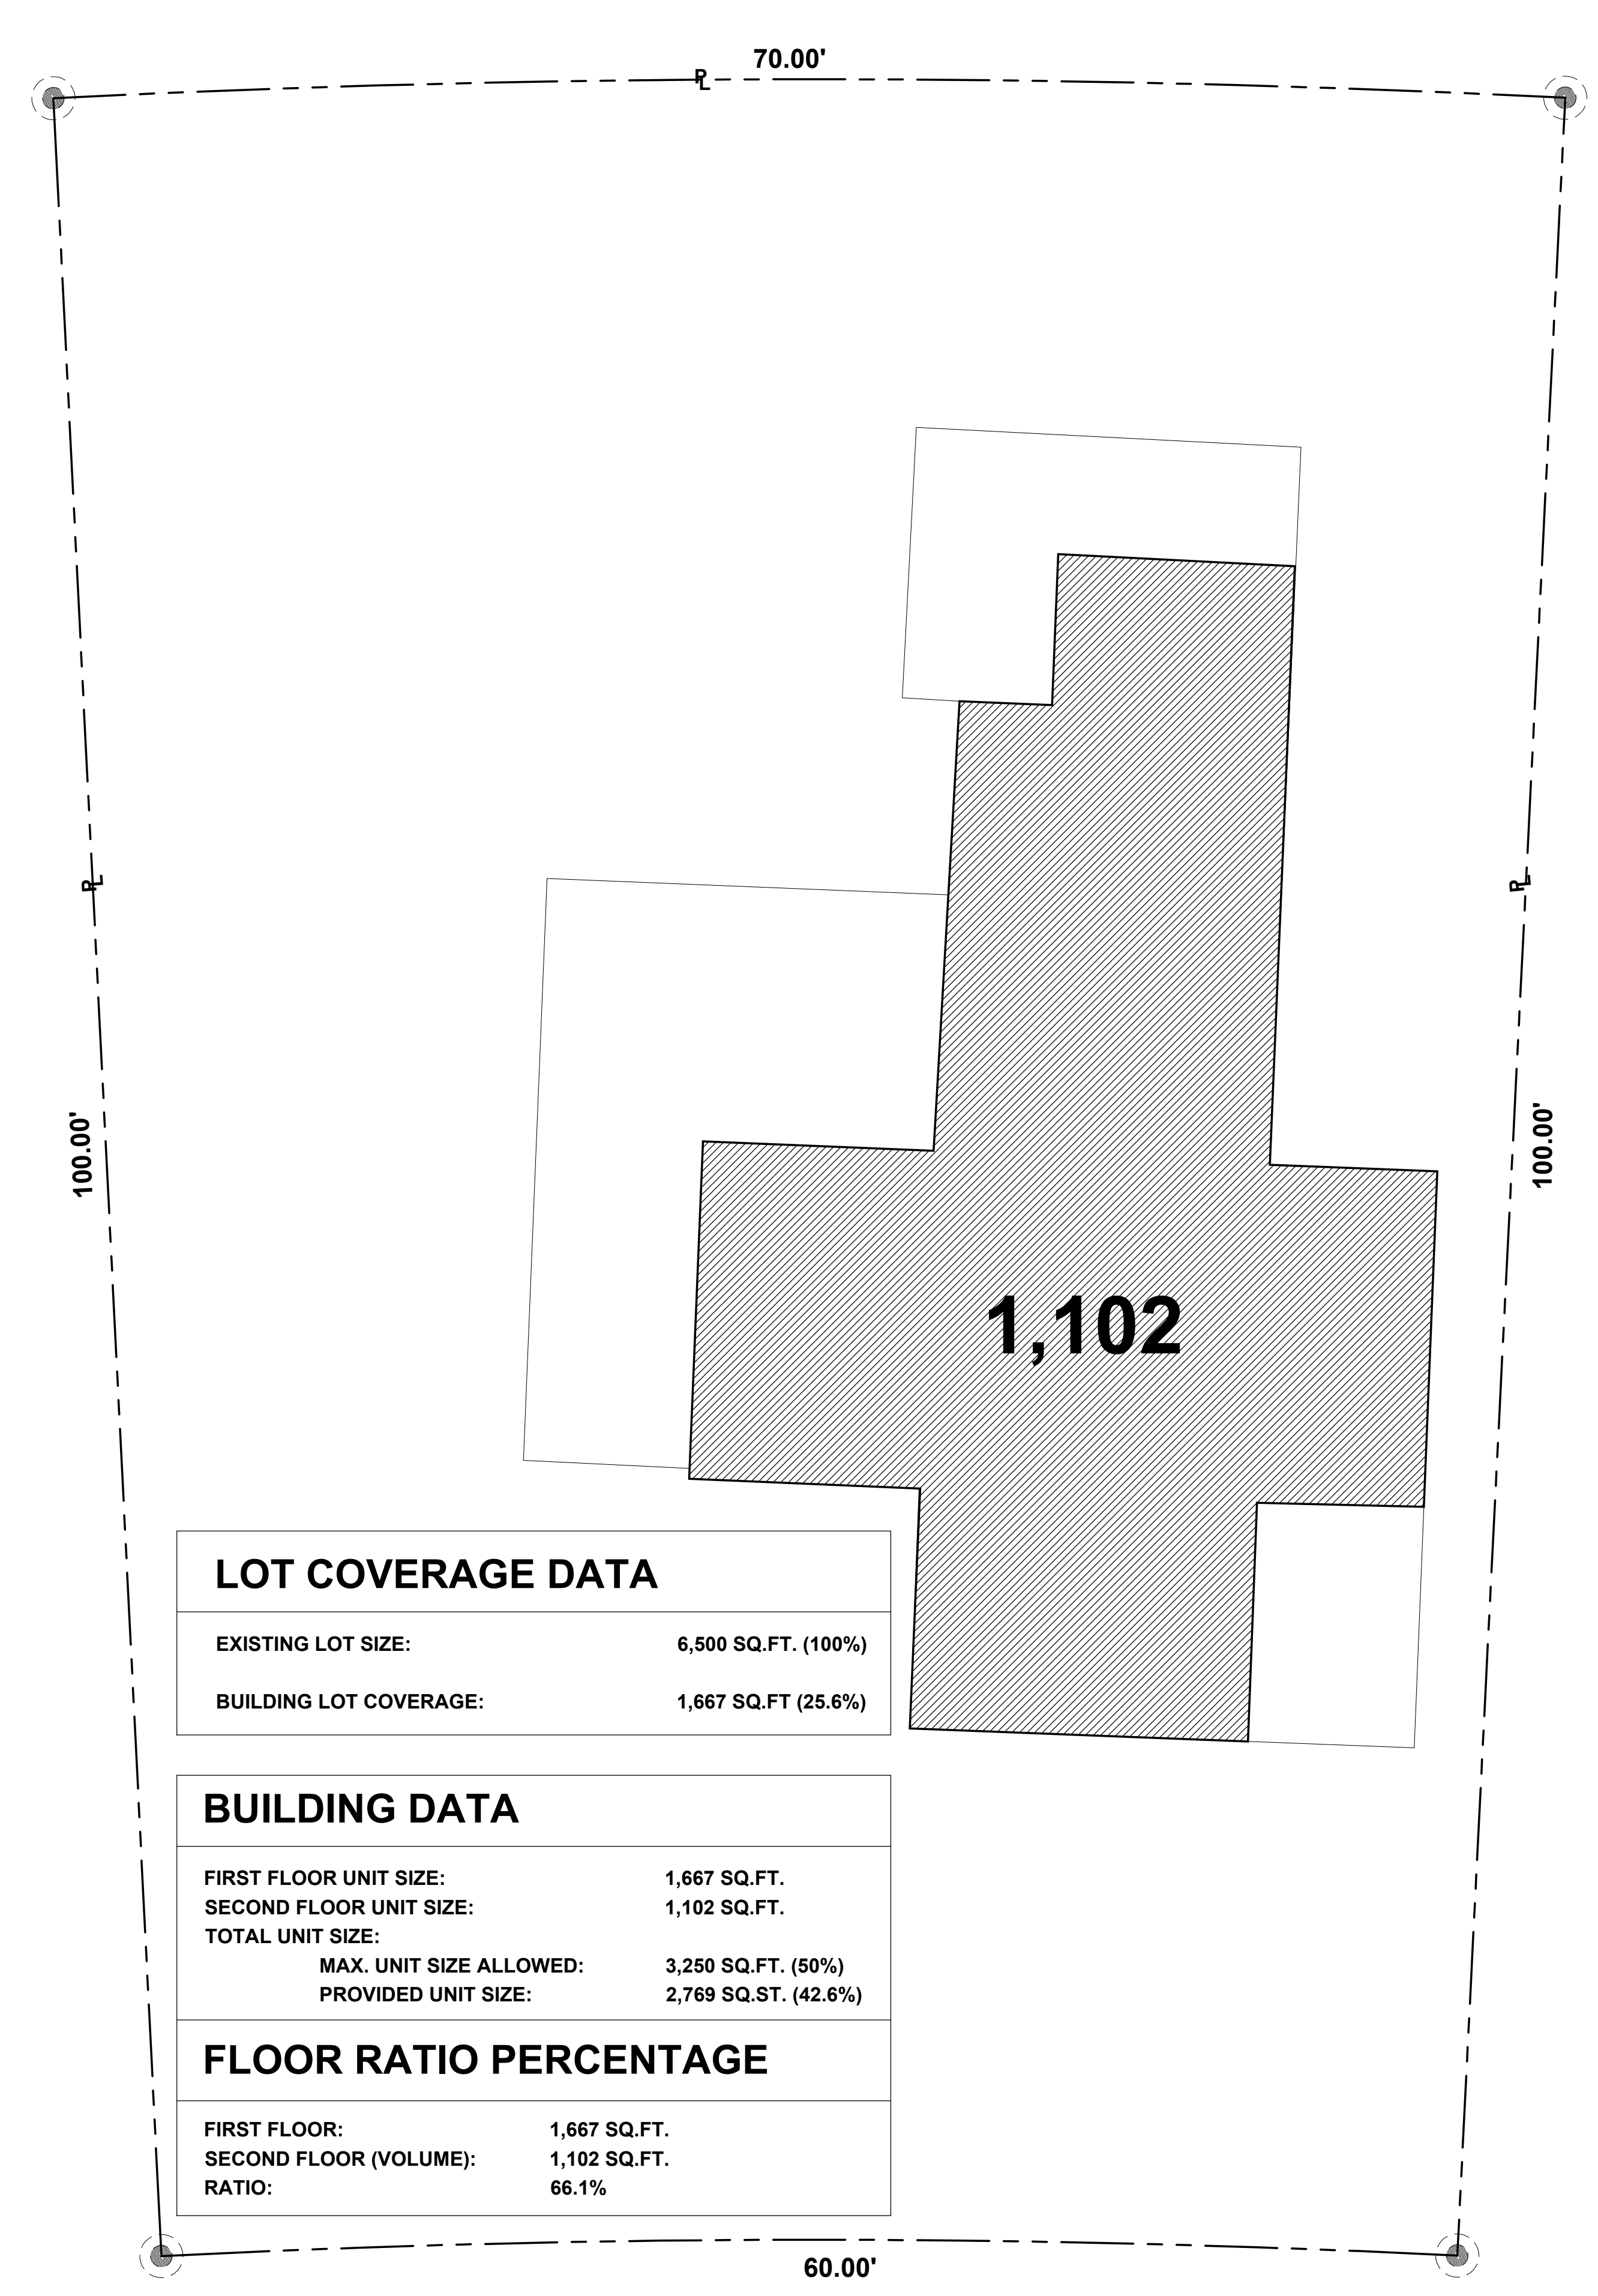 70.00'
PL
PL
PL
100.00'
100.00'
1,102
LOT COVERAGE DATA
EXISTING LOT SIZE: 6,500 SQ.FT. (100%)
BUILDING LOT COVERAGE: 1,667 SQ.FT (25.6%)
BUILDING DATA
FIRST FLOOR UNIT SIZE: 1,667 SQ.FT.
SECOND FLOOR UNIT SIZE: 1,102 SQ.FT.
TOTAL UNIT SIZE:
MAX. UNIT SIZE ALLOWED: 3,250 SQ.FT. (50%)
PROVIDED UNIT SIZE: 2,769 SQ.ST. (42.6%)
FLOOR RATIO PERCENTAGE
FIRST FLOOR: 1,667 SQ.FT.
SECOND FLOOR (VOLUME): 1,102 SQ.FT.
RATIO: 66.1%
60.00'